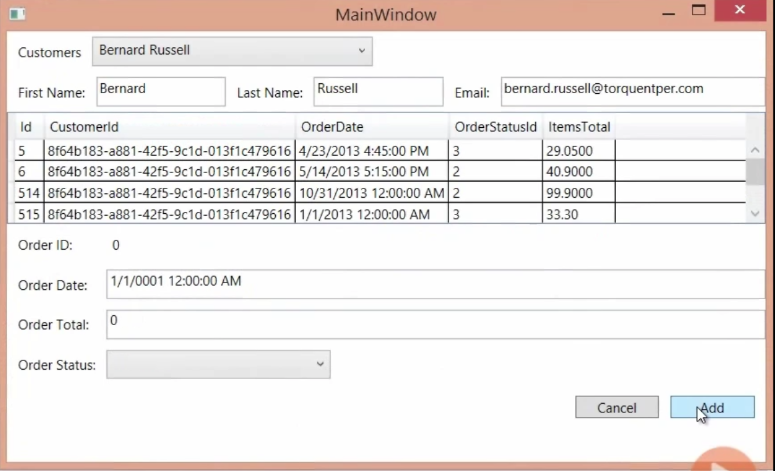 MainWindow
Customers Bernard Russell
First Name: Bernard Last Name: Russell Email: bernard.russell@torquentper.com
Id CustomerId OrderDate OrderStatusId ItemsTotal
5 8f64b183-a881-42f5-9c1d-013f1c479616 4/23/2013 4:45:00 PM 3 29.0500
6 8f64b183-a881-42f5-9c1d-013f1c479616 5/14/2013 5:15:00 PM 2 40.9000
514 8f64b183-a881-42f5-9c1d-013f1c479616 10/31/2013 12:00:00 AM 2 99.9000
515 8f64b183-a881-42f5-9c1d-013f1c479616 1/1/2013 12:00:00 AM 3 33.30
Order ID: 0
Order Date: 1/1/0001 12:00:00 AM
Order Total: 0
Order Status:
Cancel Add